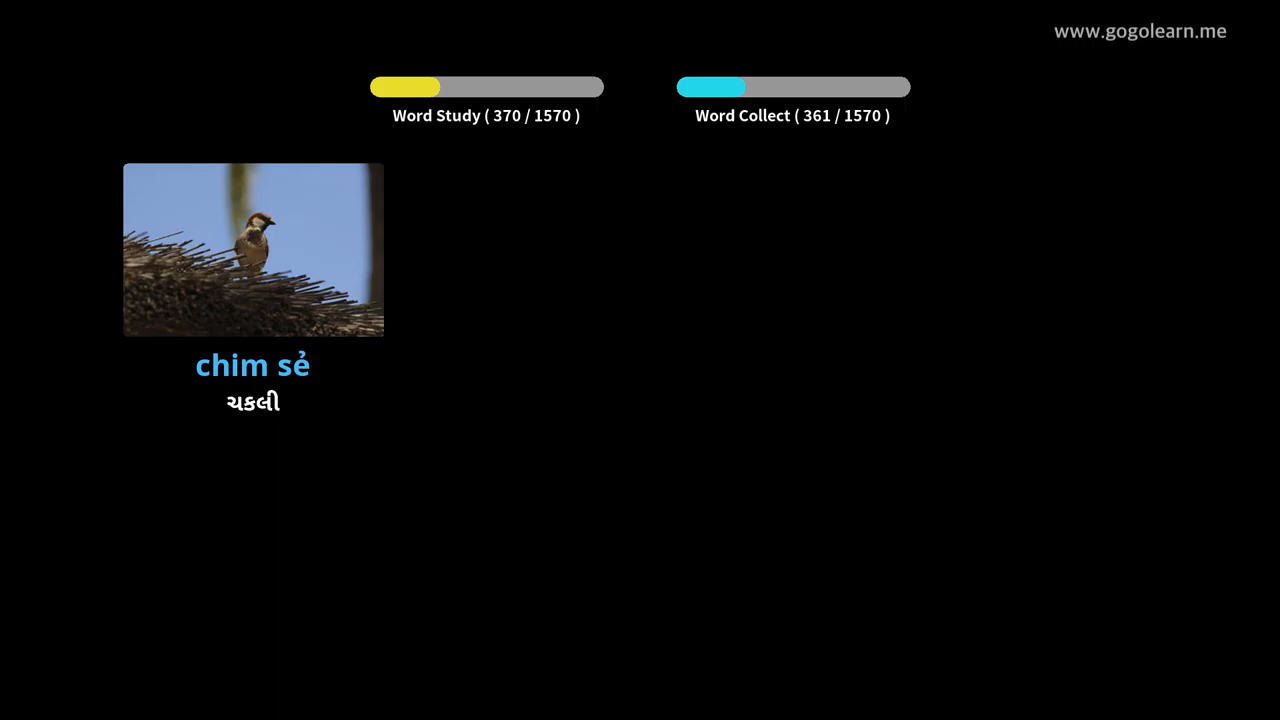 www.gogolearn.me
Word Study ( 370 / 1570 )
Word Collect ( 361 / 1570 )
chim sẻ
ચકલી